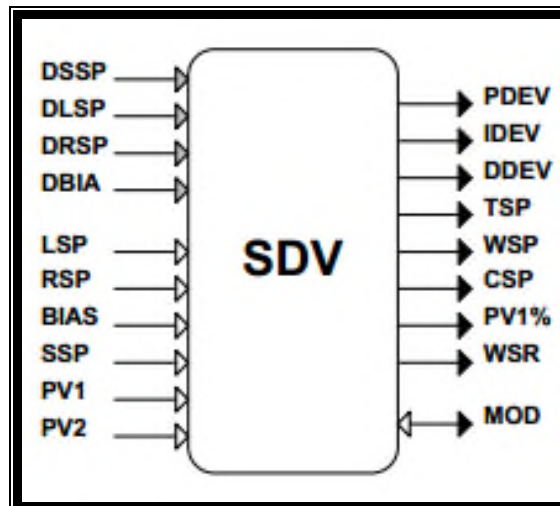 DSSP
DLSP
DRSP
DBIA
LSP
RSP
BIAS
SSP
PV1
PV2
SDV
PDEV
IDEV
DDEV
TSP
WSP
CSP
PV1%
WSR
MOD